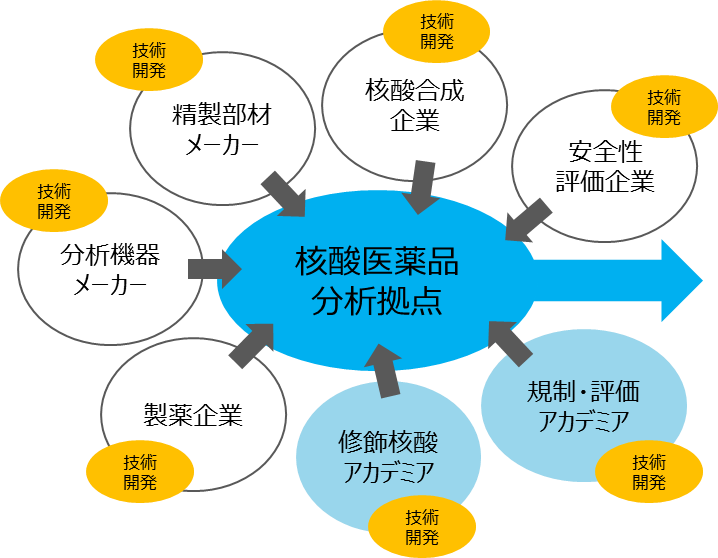 技術
開発
核酸合成
企業
技術
開発
精製部材
メーカー
技術
開発
安全性
評価企業
技術
開発
分析機器
メーカー
核酸医薬品
分析拠点
製薬企業
技術
開発
修飾核酸
アカデミア
技術
開発
規制・評価
アカデミア
技術
開発